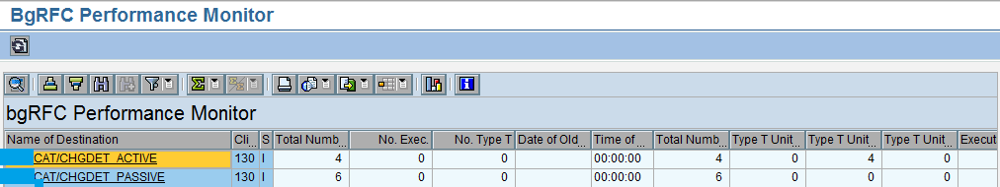 BgRFC Performance Monitor
bgRFC Performance Monitor
Name of Destination Cli... S Total Numb... No. Exec. No. Type T Date of Old... Time of ... Total Numb... Type T Unit... Type T Unit... Type T Unit... Execut
CAT/CHGDET_ACTIVE 130 I 4 0 0 00:00:00 4 0 4 0
CAT/CHGDET_PASSIVE 130 I 6 0 0 00:00:00 6 0 0 0